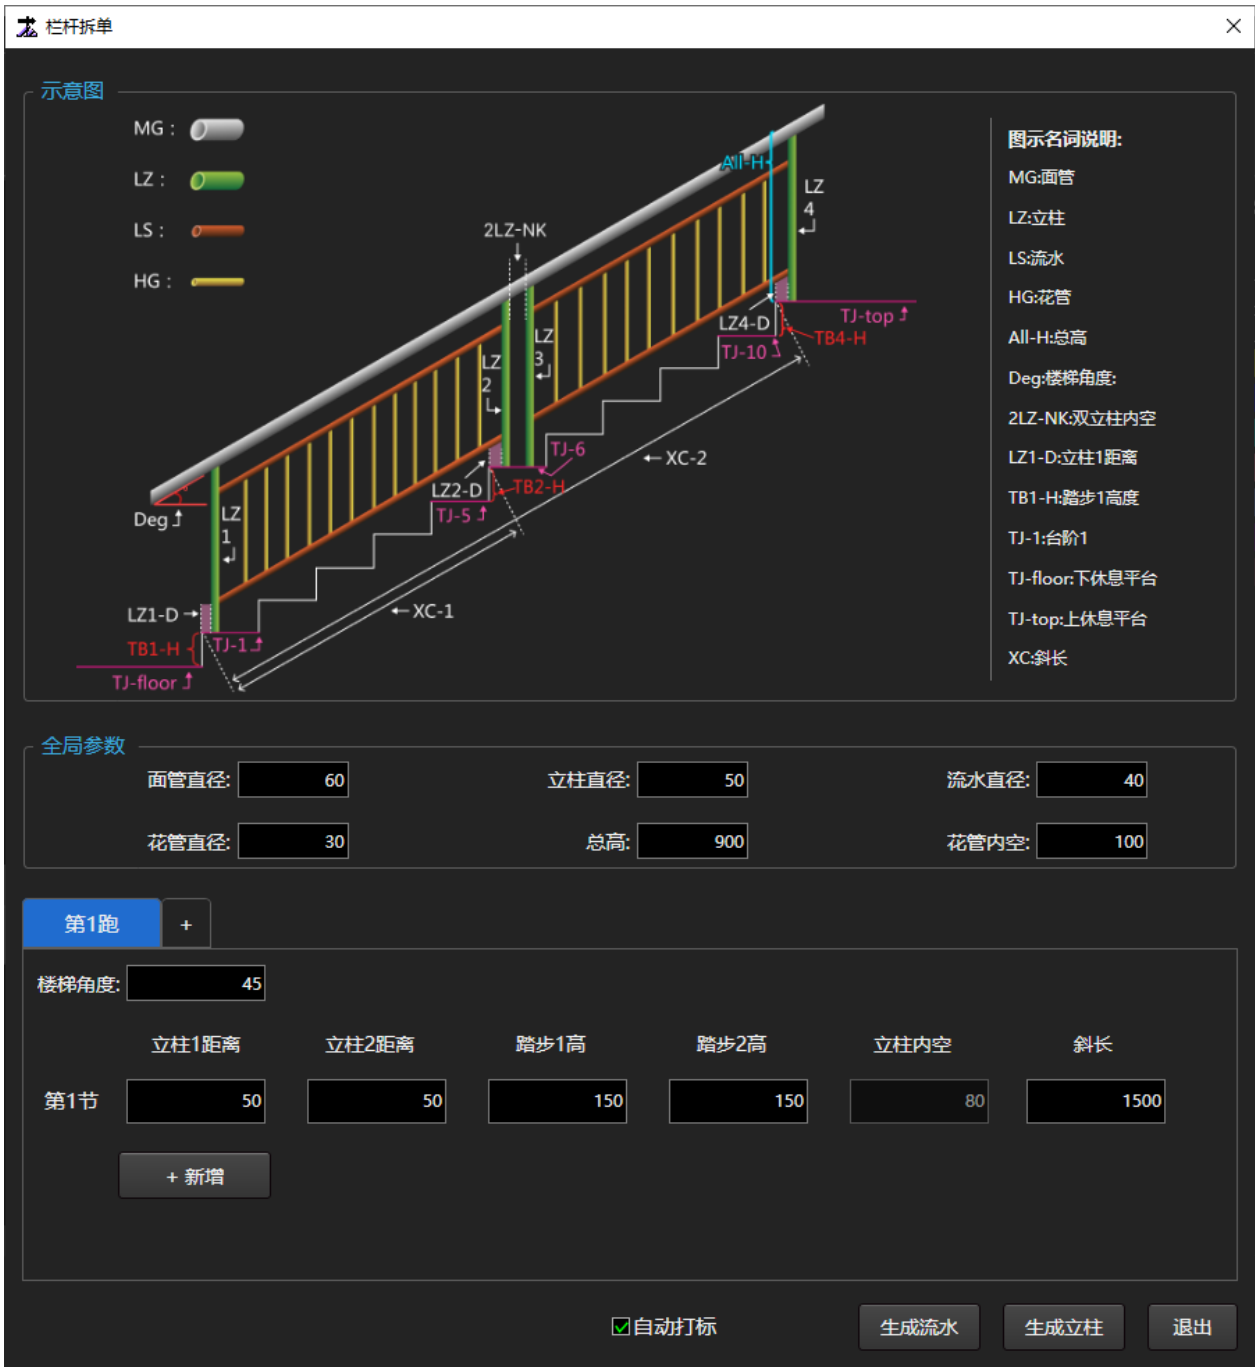 栏杆拆单
示意图
MG :
LZ :
LS :
HG :
All-H
LZ
4
2LZ-NK
LZ4-D
TJ-top
TB4-H
TJ-10
LZ
3
LZ
2
TJ-6
XC-2
LZ2-D
TB2-H
TJ-5
Deg
LZ
1
LZ1-D
XC-1
TB1-H
TJ-1
TJ-floor
图示名词说明:
MG:面管
LZ:立柱
LS:流水
HG:花管
All-H:总高
Deg:楼梯角度:
2LZ-NK:双立柱内空
LZ1-D:立柱1距离
TB1-H:踏步1高度
TJ-1:台阶1
TJ-floor:下休息平台
TJ-top:上休息平台
XC:斜长
全局参数
面管直径: 60 立柱直径: 50 流水直径: 40
花管直径: 30 总高: 900 花管内空: 100
第1跑 +
楼梯角度: 45
立柱1距离 立柱2距离 踏步1高 踏步2高 立柱内空 斜长
第1节 50 50 150 150 80 1500
+ 新增
自动打标 生成流水 生成立柱 退出